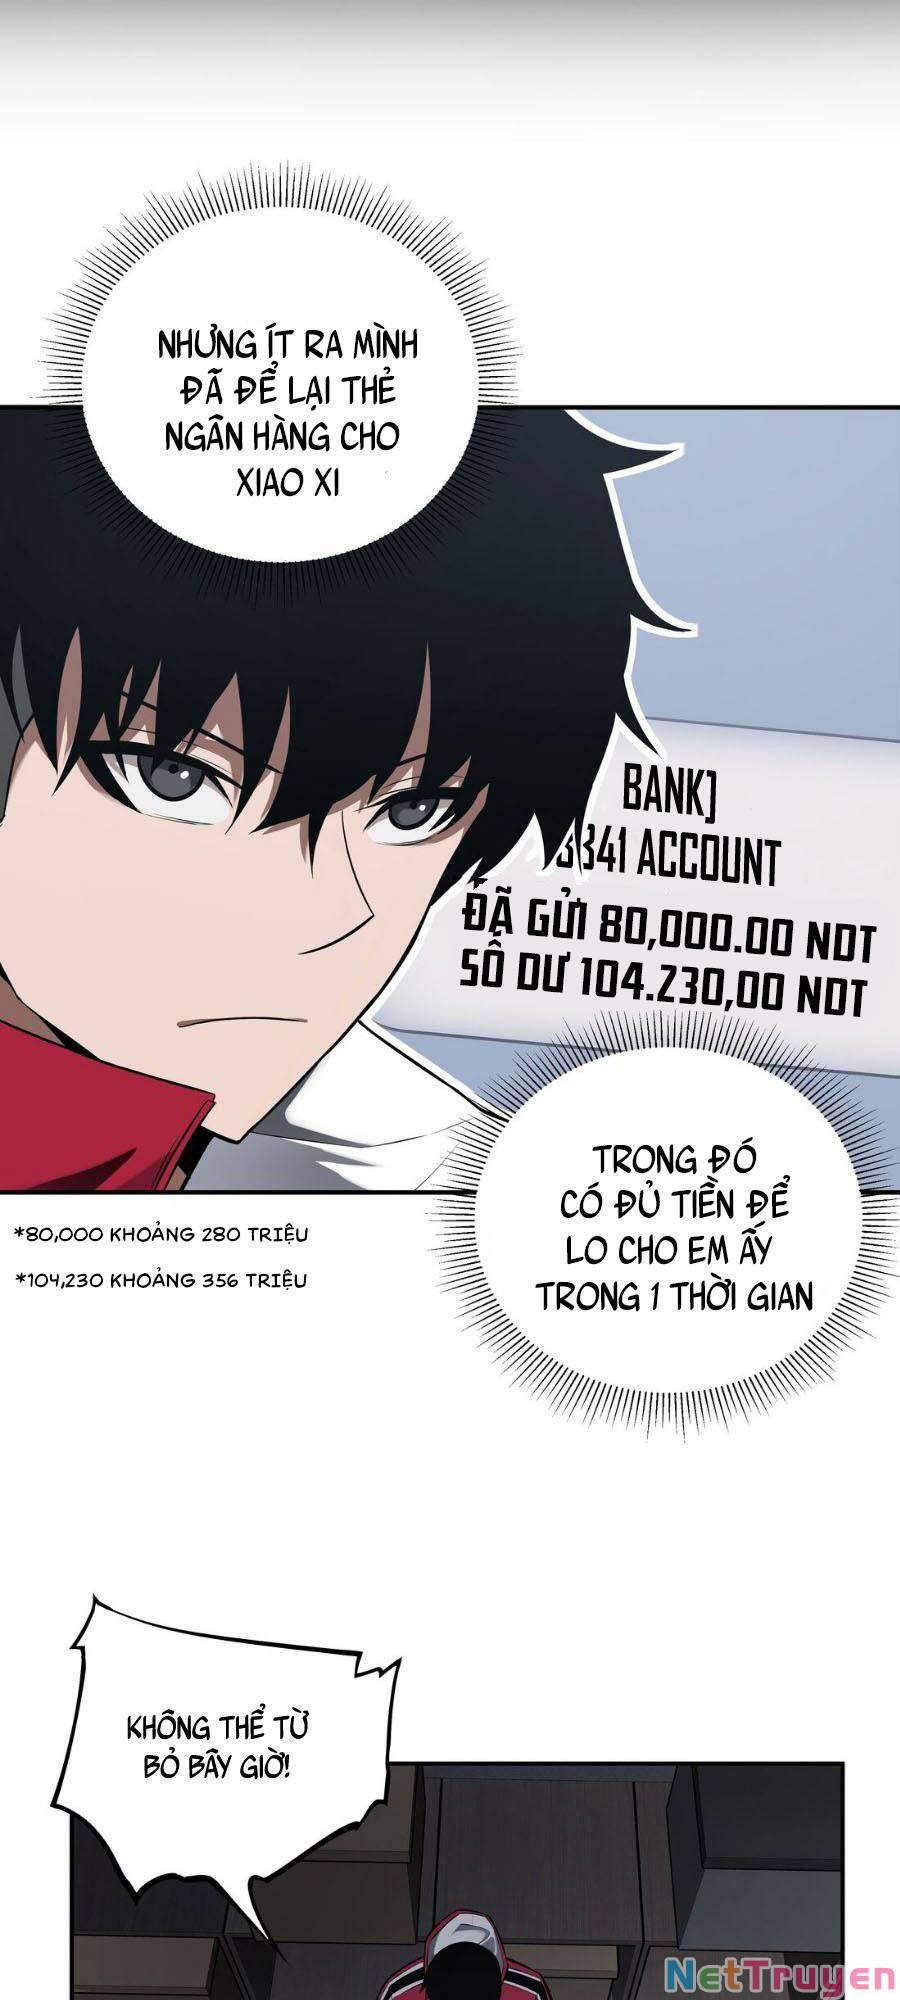 NHƯNG ÍT RA MÌNH
ĐÃ ĐỂ LẠI THẺ
NGÂN HÀNG CHO
XIAO XI
BANK]
3341 ACCOUNT
ĐÃ GỬI 80,000.00 NDT
SỐ DƯ 104.230,00 NDT
TRONG ĐÓ
CÓ ĐỦ TIỀN ĐỂ
LO CHO EM ẤY
TRONG 1 THỜI GIAN
*80,000 KHOẢNG 280 TRIỆU
*104,230 KHOẢNG 356 TRIỆU
KHÔNG THỂ TỪ
BỎ BÂY GIỜ!
NetTruyen